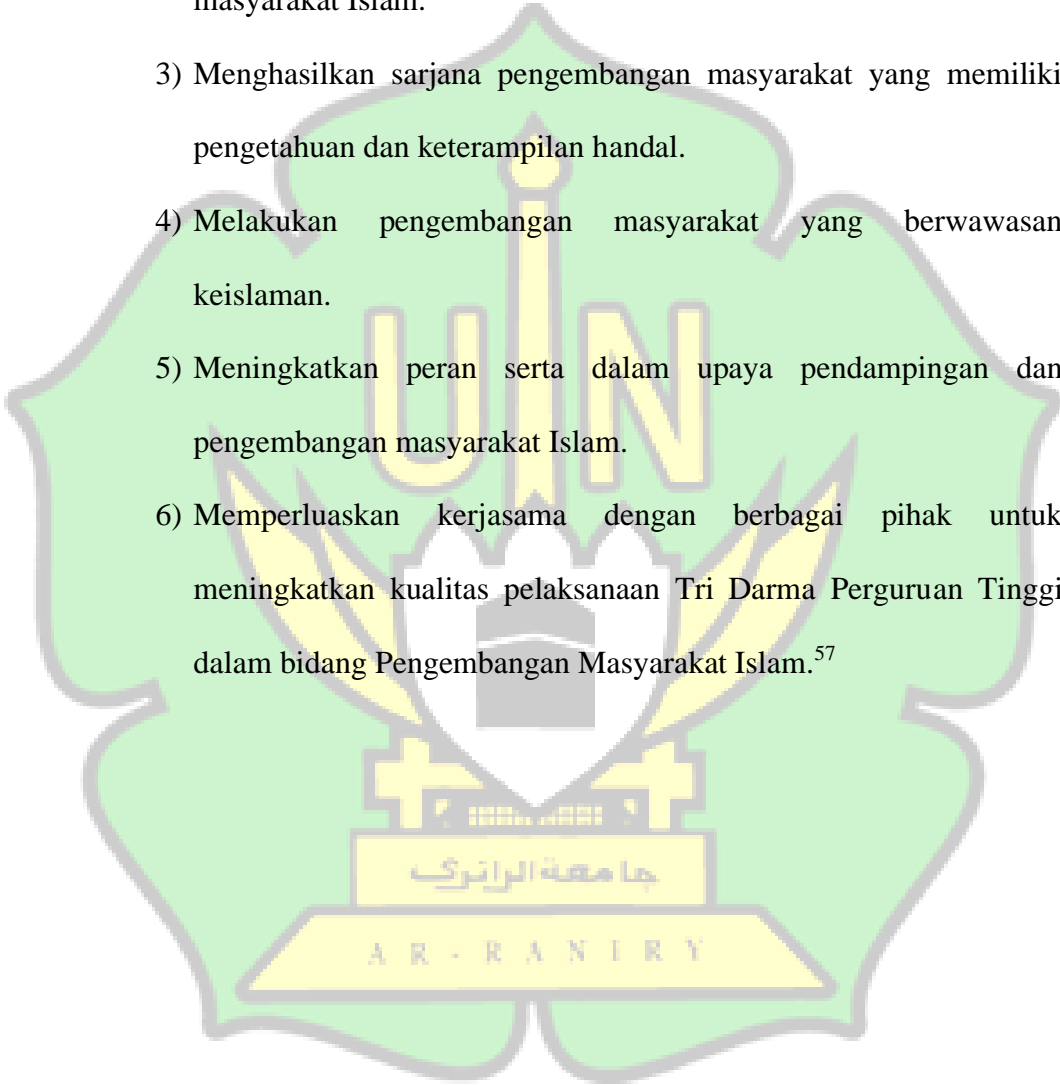 masyarakat Islam.
3) Menghasilkan sarjana pengembangan masyarakat yang memiliki
pengetahuan dan keterampilan handal.
4) Melakukan pengembangan masyarakat yang berwawasan
keislaman.
UIN
5) Meningkatkan peran serta dalam upaya pendampingan dan
pengembangan masyarakat Islam.
6) Memperluaskan kerjasama dengan berbagai pihak untuk
meningkatkan kualitas pelaksanaan Tri Darma Perguruan Tinggi
dalam bidang Pengembangan Masyarakat Islam.57
جامعة الرانري
AR-RANIRY